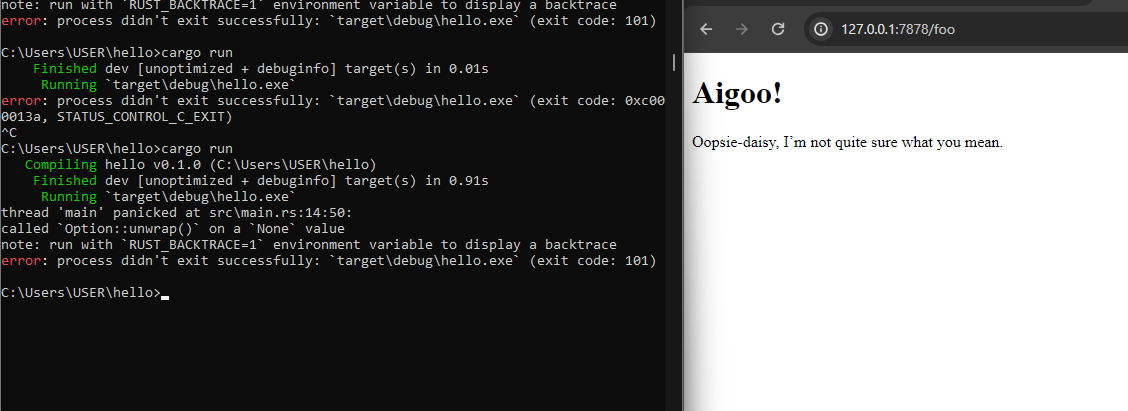 note: run with `RUST_BACKTRACE=1` environment variable to display a backtrace
error: process didn't exit successfully: `target\debug\hello.exe` (exit code: 101)
C:\Users\USER\hello>cargo run
Finished dev [unoptimized + debuginfo] target(s) in 0.01s
Running `target\debug\hello.exe`
error: process didn't exit successfully: `target\debug\hello.exe` (exit code: 0xc00
0013a, STATUS_CONTROL_C_EXIT)
^C
C:\Users\USER\hello>cargo run
Compiling hello v0.1.0 (C:\Users\USER\hello)
Finished dev [unoptimized + debuginfo] target(s) in 0.91s
Running `target\debug\hello.exe`
thread 'main' panicked at src\main.rs:14:50:
called `Option::unwrap()` on a `None` value
note: run with `RUST_BACKTRACE=1` environment variable to display a backtrace
error: process didn't exit successfully: `target\debug\hello.exe` (exit code: 101)
C:\Users\USER\hello>
127.0.0.1:7878/foo
Aigoo!
Oopsie-daisy, I’m not quite sure what you mean.